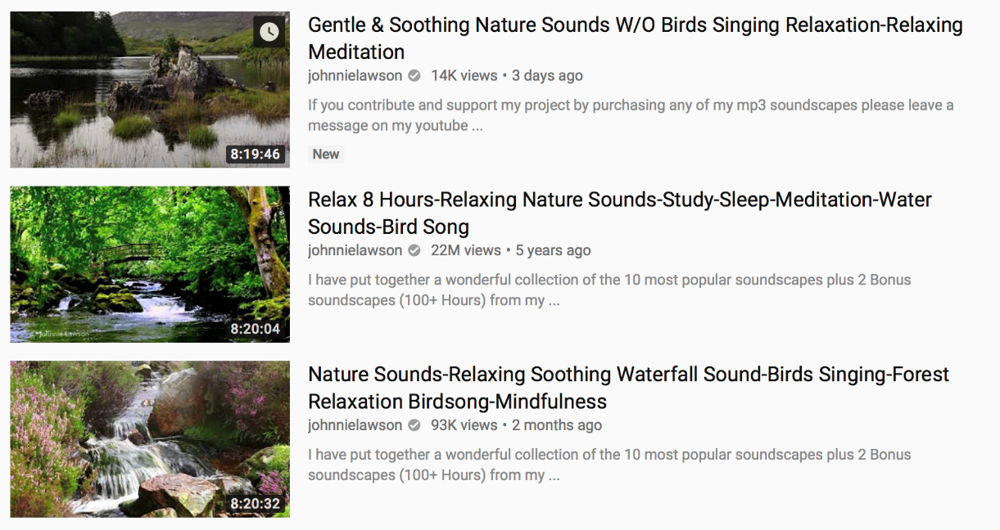 Gentle & Soothing Nature Sounds W/O Birds Singing Relaxation-Relaxing
Meditation
johnnielawson 14K views • 3 days ago
If you contribute and support my project by purchasing any of my mp3 soundscapes please leave a
message on my youtube ...
8:19:46
New
Relax 8 Hours-Relaxing Nature Sounds-Study-Sleep-Meditation-Water
Sounds-Bird Song
johnnielawson 22M views • 5 years ago
I have put together a wonderful collection of the 10 most popular soundscapes plus 2 Bonus
soundscapes (100+ Hours) from my ...
8:20:04
Johnnie Lawson
Nature Sounds-Relaxing Soothing Waterfall Sound-Birds Singing-Forest
Relaxation Birdsong-Mindfulness
johnnielawson 93K views • 2 months ago
I have put together a wonderful collection of the 10 most popular soundscapes plus 2 Bonus
soundscapes (100+ Hours) from my ...
8:20:32